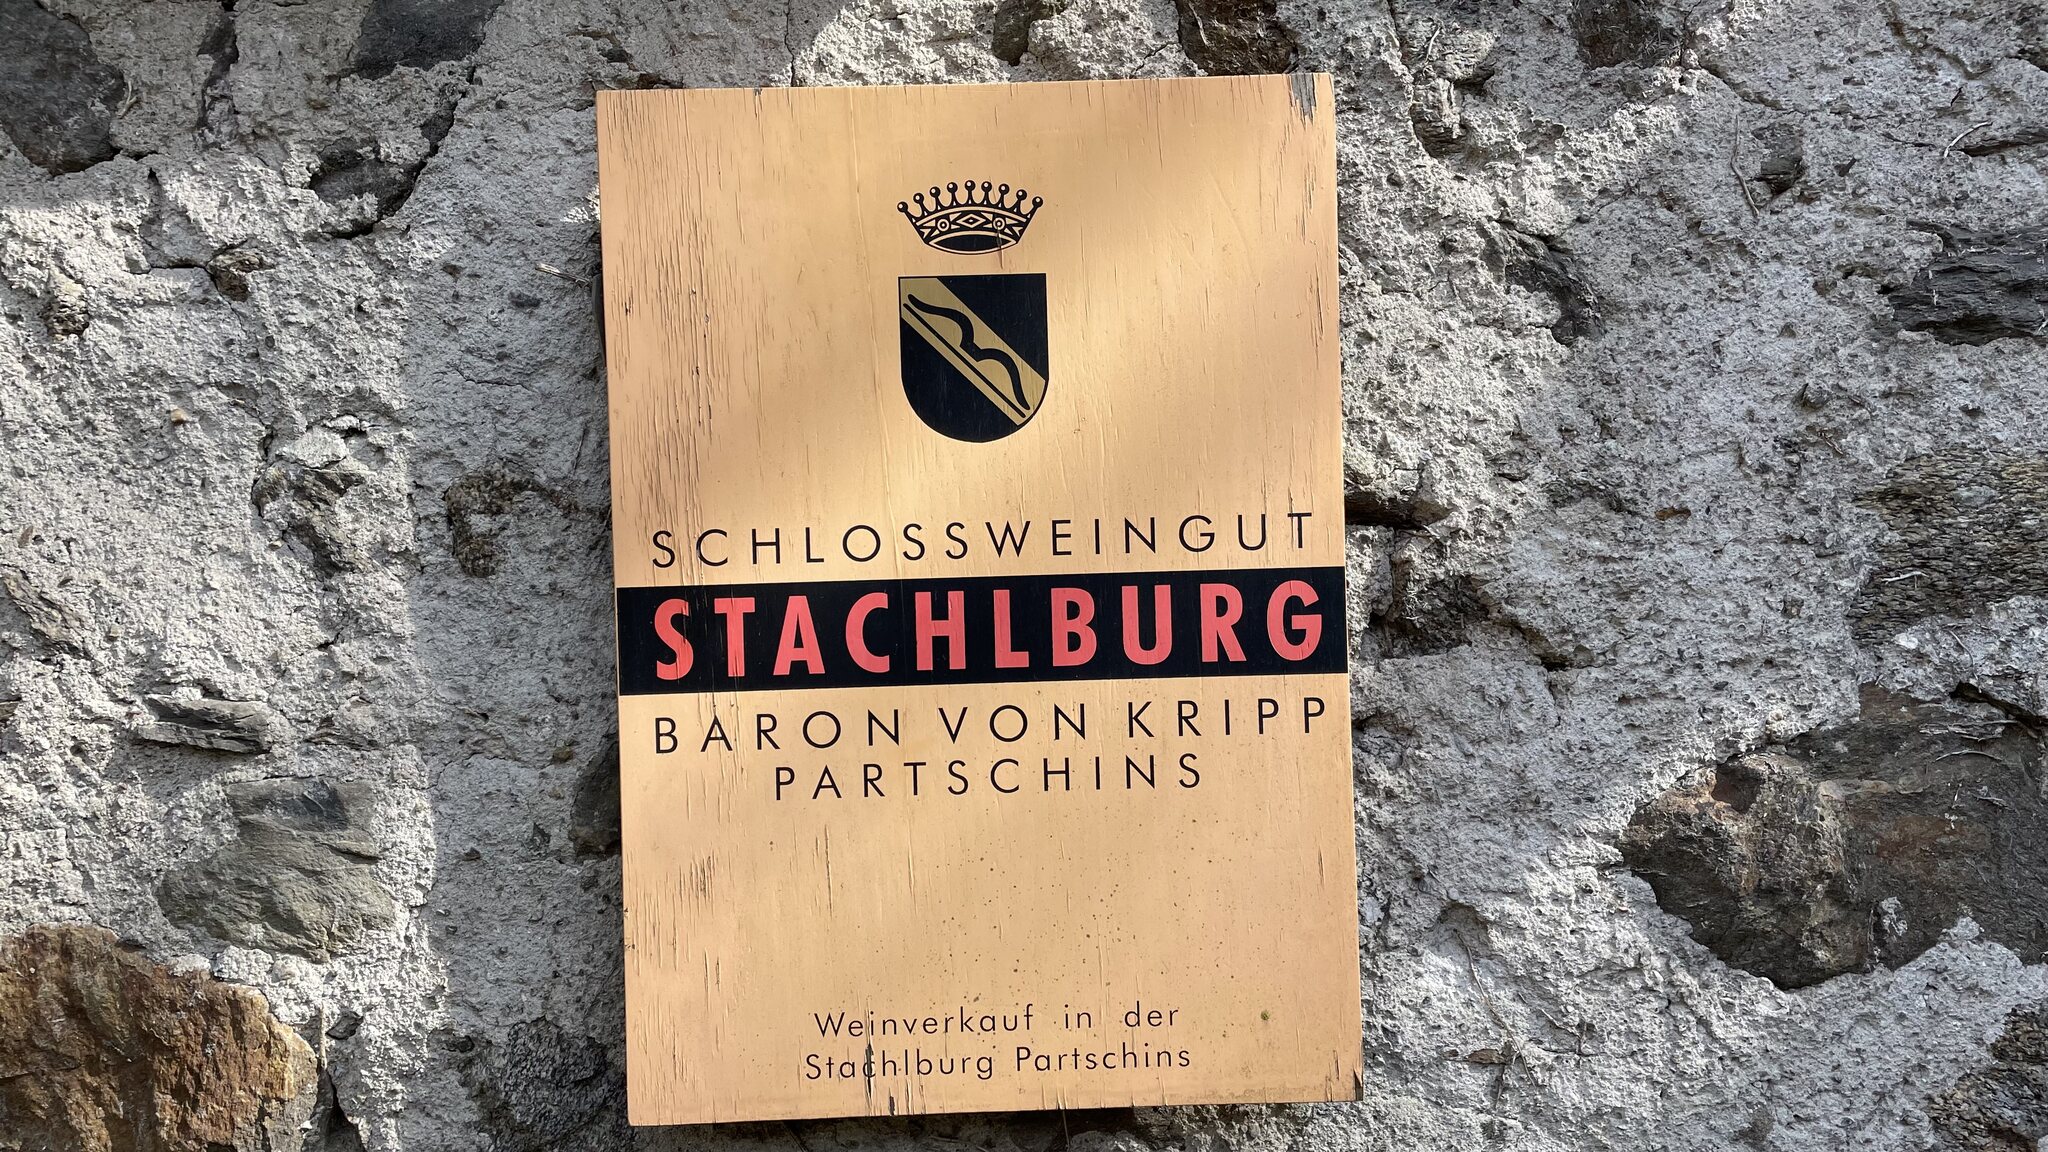 SCHLOSSWEINGUT
STACHLBURG
BARON VON KRIPP
PARTSCHINS
Weinverkauf in der
Stachlburg Partschins